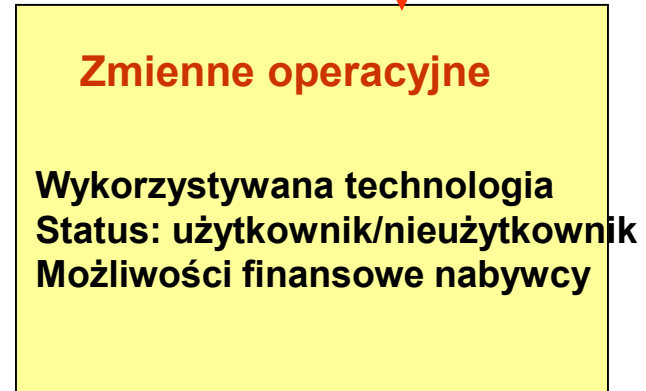 Zmienne operacyjne
Wykorzystywana technologia
Status: użytkownik/nieużytkownik
Możliwości finansowe nabywcy